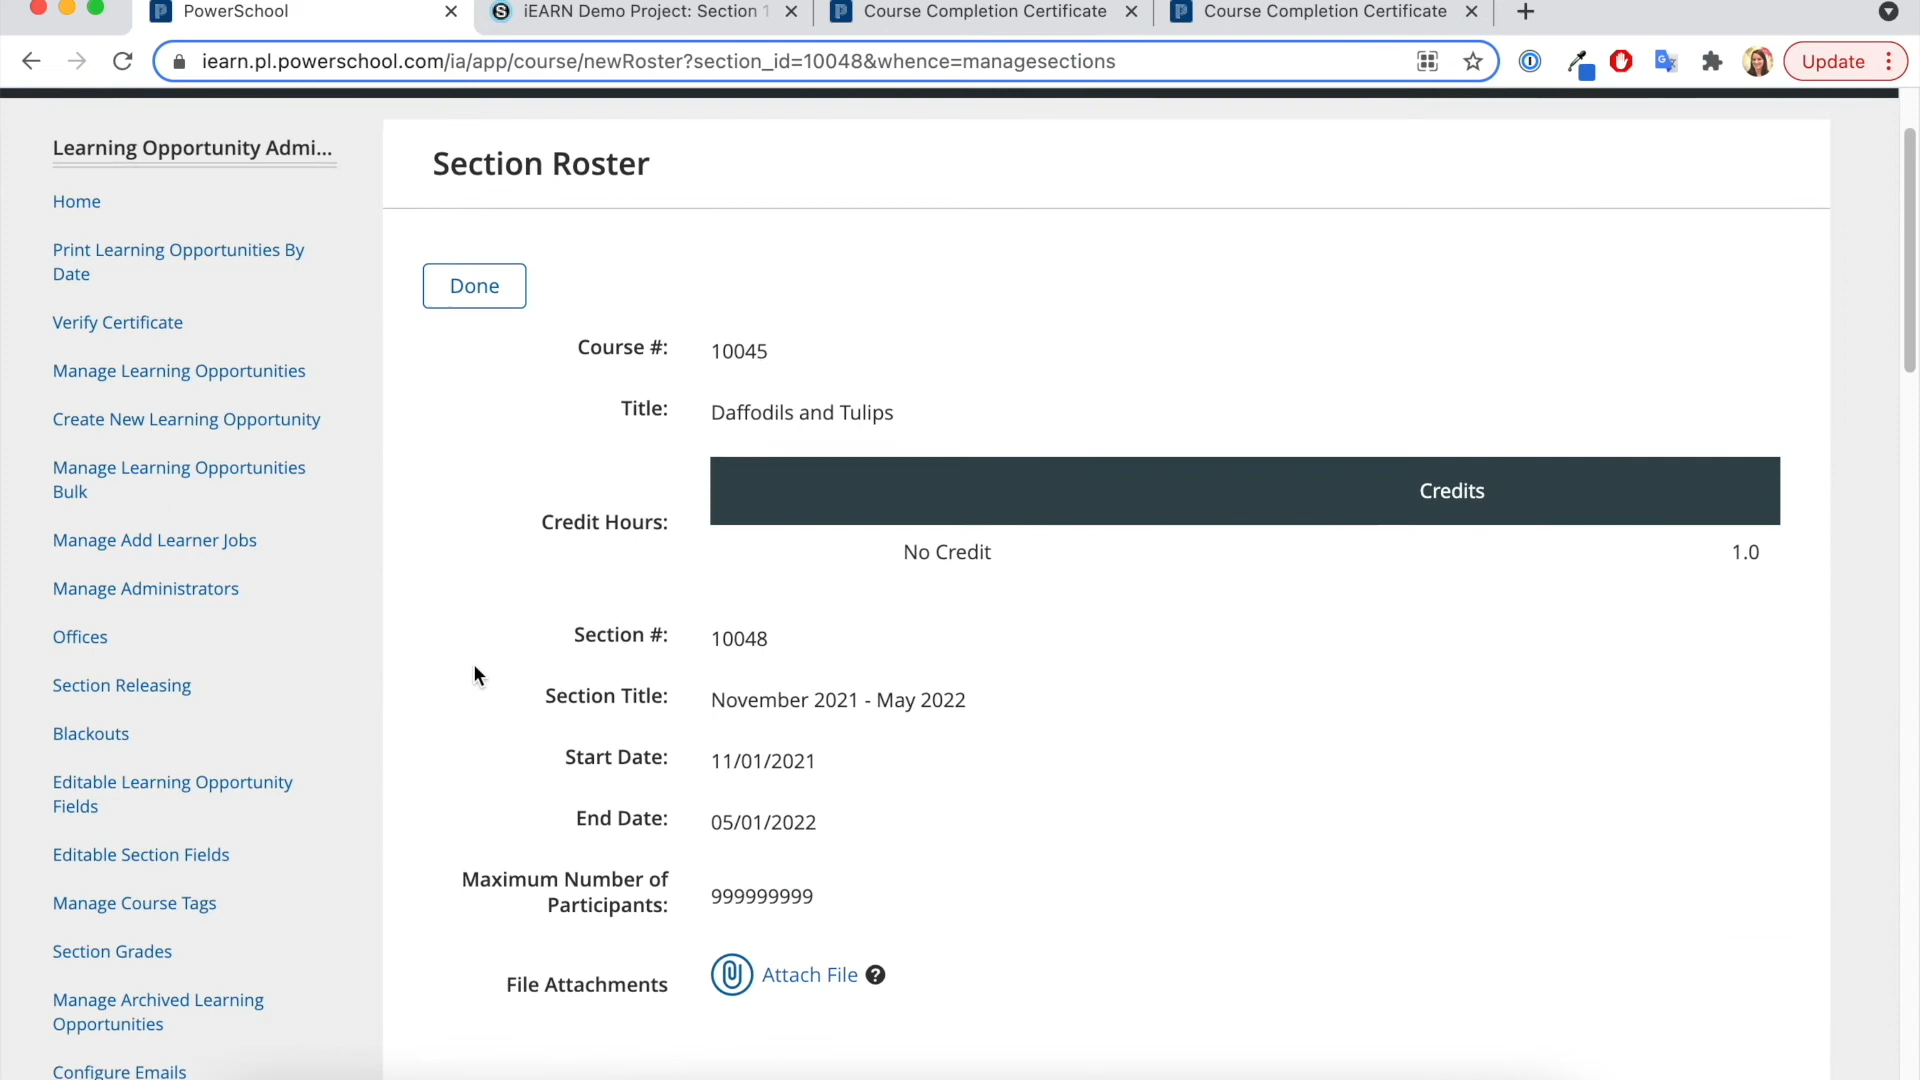 PowerSchool
iEARN Demo Project: Section 1
Course Completion Certificate
Course Completion Certificate
iearn.pl.powerschool.com/ia/app/course/newRoster?section_id=10048&whence=managesections
Update
Learning Opportunity Admi...
Home
Print Learning Opportunities By
Date
Verify Certificate
Manage Learning Opportunities
Create New Learning Opportunity
Manage Learning Opportunities
Bulk
Manage Add Learner Jobs
Manage Administrators
Offices
Section Releasing
Blackouts
Editable Learning Opportunity
Fields
Editable Section Fields
Manage Course Tags
Section Grades
Manage Archived Learning
Opportunities
Configure Emails
Section Roster
Done
Course #: 10045
Title: Daffodils and Tulips
Credits
Credit Hours:
No Credit 1.0
Section #: 10048
Section Title: November 2021 - May 2022
Start Date: 11/01/2021
End Date: 05/01/2022
Maximum Number of
Participants: 999999999
File Attachments Attach File ?